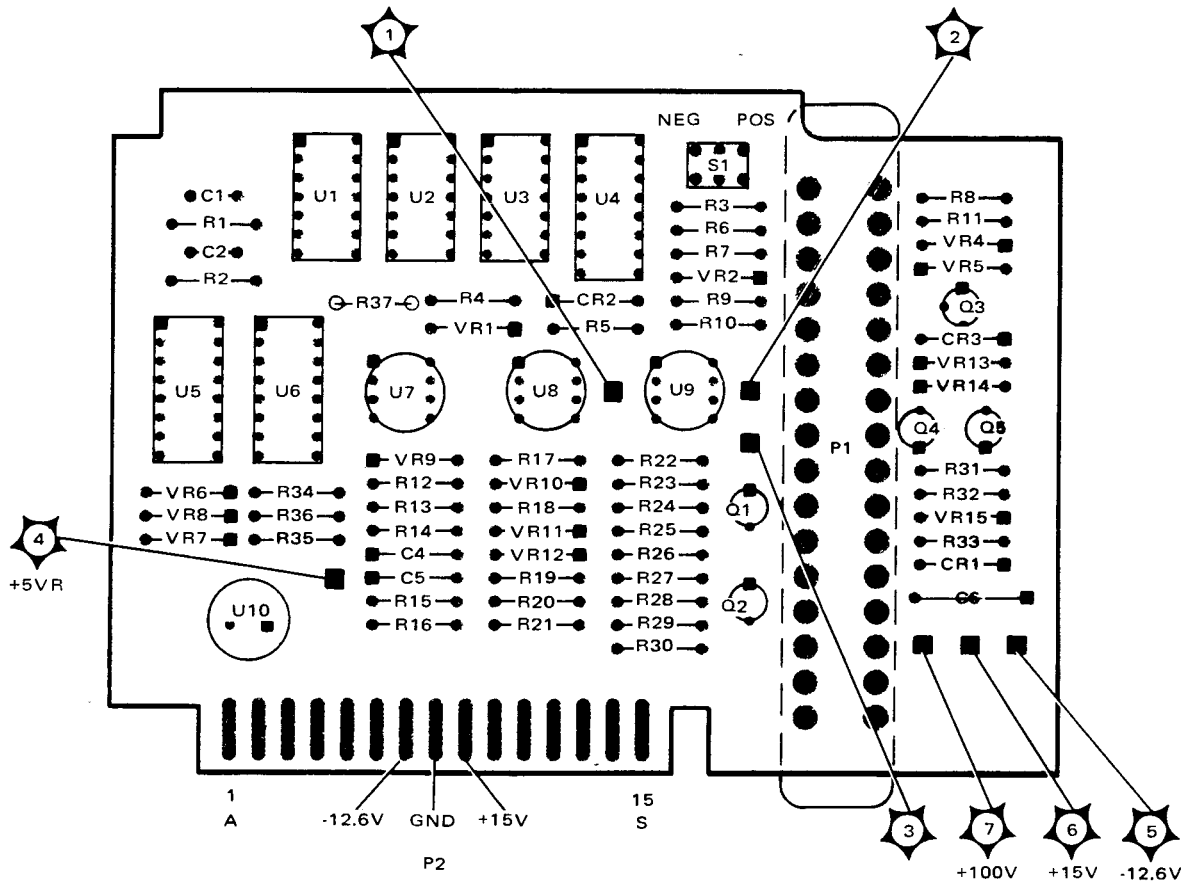 1
2
NEG POS
S1
C1
R1
C2
R2
U1
U2
U3
U4
R3
R6
R7
VR2
R9
R10
R8
R11
VR4
VR5
Q3
CR3
VR13
VR14
R37
R4
VR1
CR2
R5
U5
U6
U7
U8
U9
P1
Q4
Q5
R31
R32
VR15
R33
CR1
C6
VR6
VR8
VR7
R34
R36
R35
VR9
R12
R13
R14
C4
C5
R15
R16
R17
VR10
R18
VR11
VR12
R19
R20
R21
R22
R23
R24
R25
R26
R27
R28
R29
R30
Q1
Q2
4
+5VR
U10
1
A
-12.6V GND +15V
15
S
P2
3
7
+100V
6
+15V
5
-12.6V